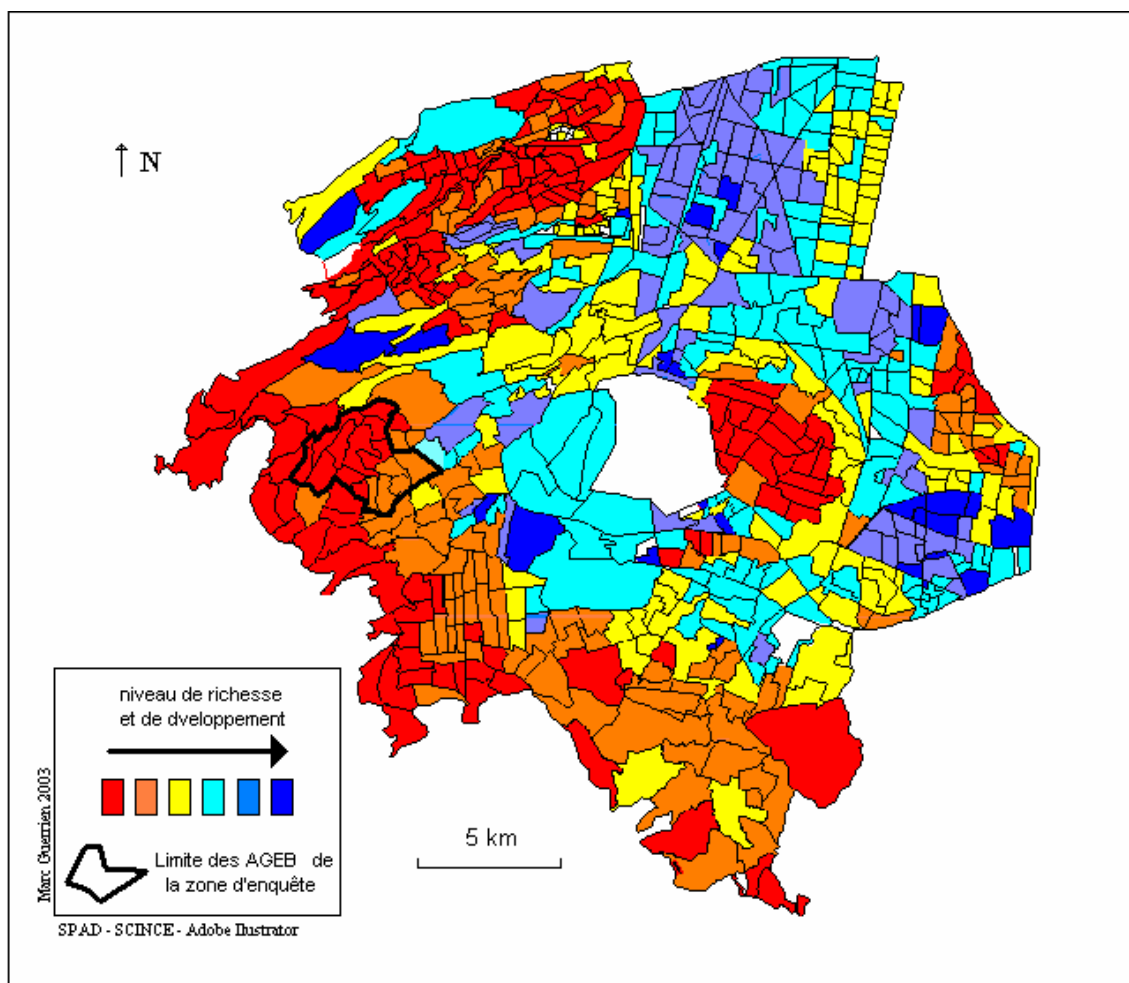 ↑ N
niveau de richesse
et de dveloppement
Limite des AGEB de
la zone d'enquête
5 km
Marc Guerrien 2003
SPAD - SCINCE - Adobe Ilustrator